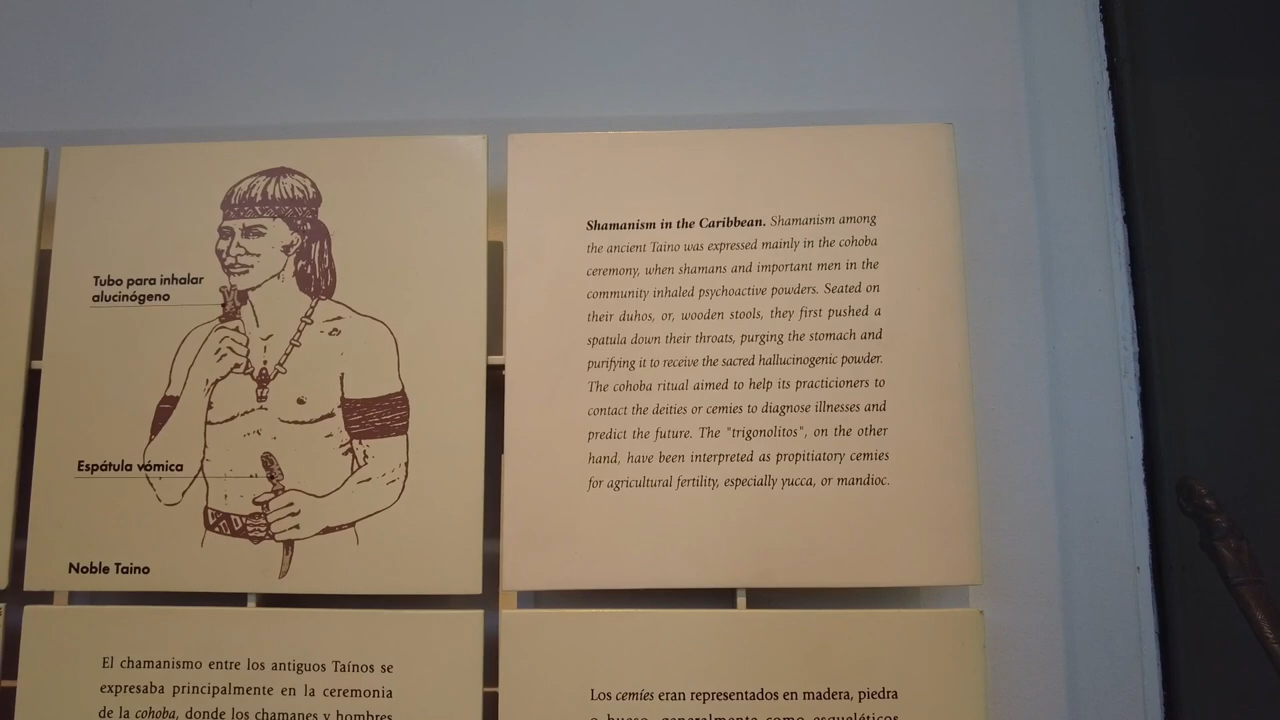 Tubo para inhalar
alucinógeno
Espátula vómica
Noble Taino
Shamanism in the Caribbean. Shamanism among
the ancient Taino was expressed mainly in the cohoba
ceremony, when shamans and important men in the
community inhaled psychoactive powders. Seated on
their duhos, or, wooden stools, they first pushed a
spatula down their throats, purging the stomach and
purifying it to receive the sacred hallucinogenic powder.
The cohoba ritual aimed to help its practicioners to
contact the deities or cemies to diagnose illnesses and
predict the future. The "trigonolitos", on the other
hand, have been interpreted as propitiatory cemies
for agricultural fertility, especially yucca, or mandioc.
El chamanismo entre los antiguos Taínos se
expresaba principalmente en la ceremonia
de la cohoba, donde los chamanes y hombres
Los cemíes eran representados en madera, piedra
o hueso, generalmente como esqueléticos